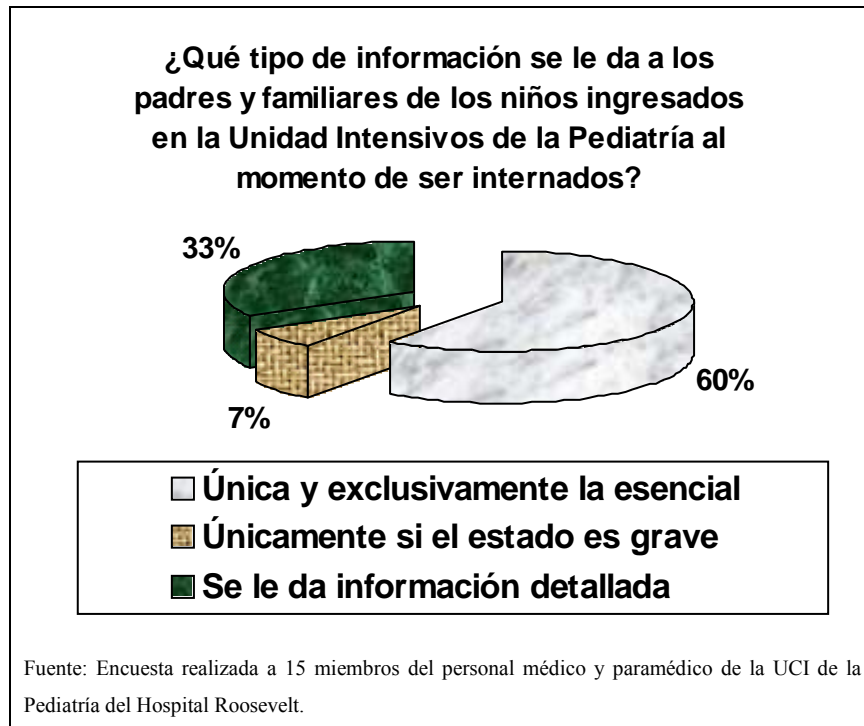 ¿Qué tipo de información se le da a los
padres y familiares de los niños ingresados
en la Unidad Intensivos de la Pediatría al
momento de ser internados?
33%
60%
7%
Única y exclusivamente la esencial
Únicamente si el estado es grave
Se le da información detallada
Fuente: Encuesta realizada a 15 miembros del personal médico y paramédico de la UCI de la
Pediatría del Hospital Roosevelt.